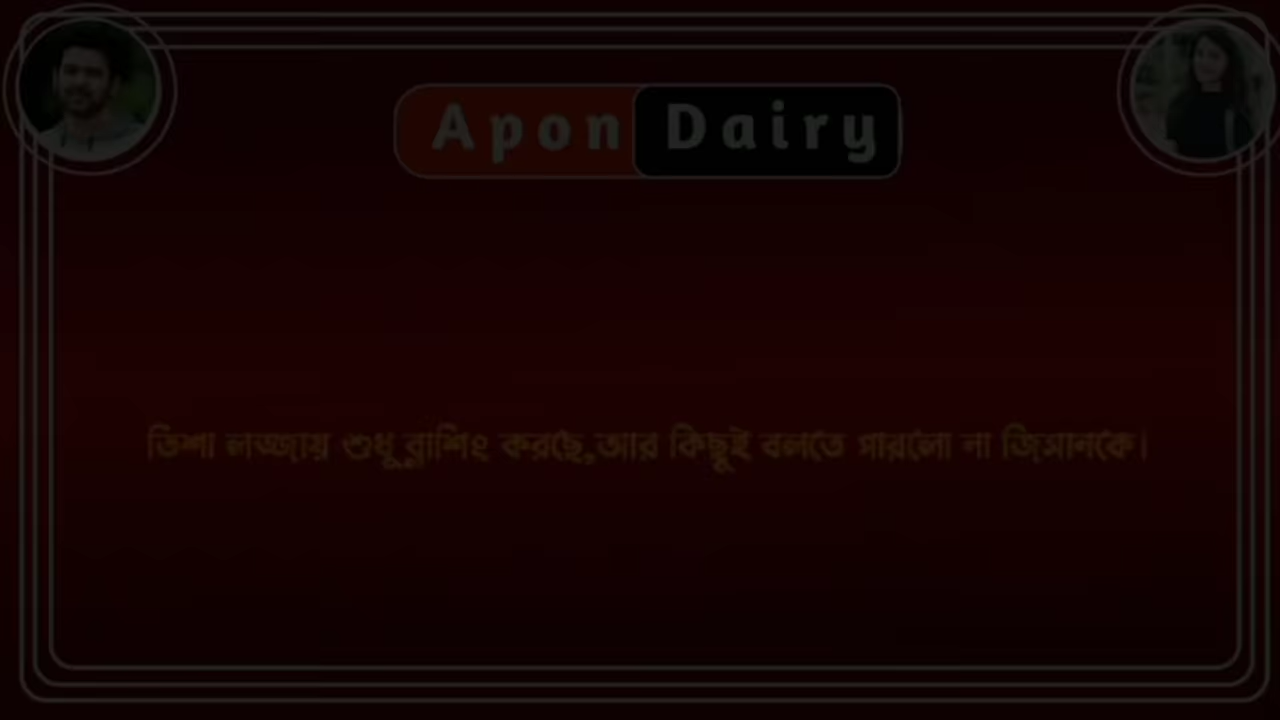 Apon Dairy
তিশা লজ্জায় শুধু ব্লাশিং করছে,আর কিছুই বলতে পারলো না জিসানকে।